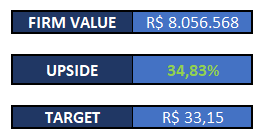 FIRM VALUE R$ 8.056.568
UPSIDE 34,83%
TARGET R$ 33,15